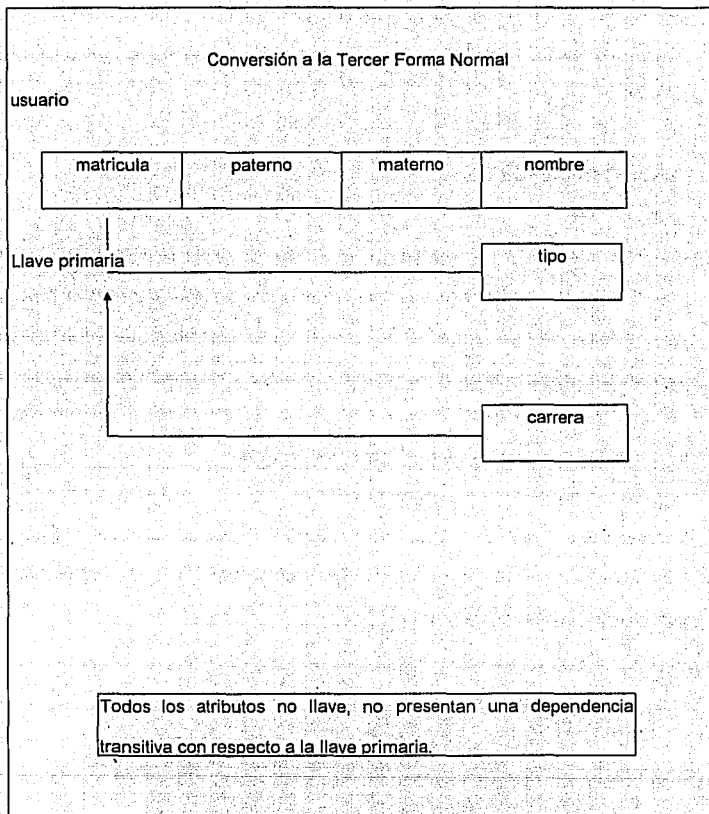 Conversión a la Tercer Forma Normal
usuario
matricula paterno materno nombre
Llave primaria
tipo
carrera
Todos los atributos no llave, no presentan una dependencia
transitiva con respecto a la llave primaria.